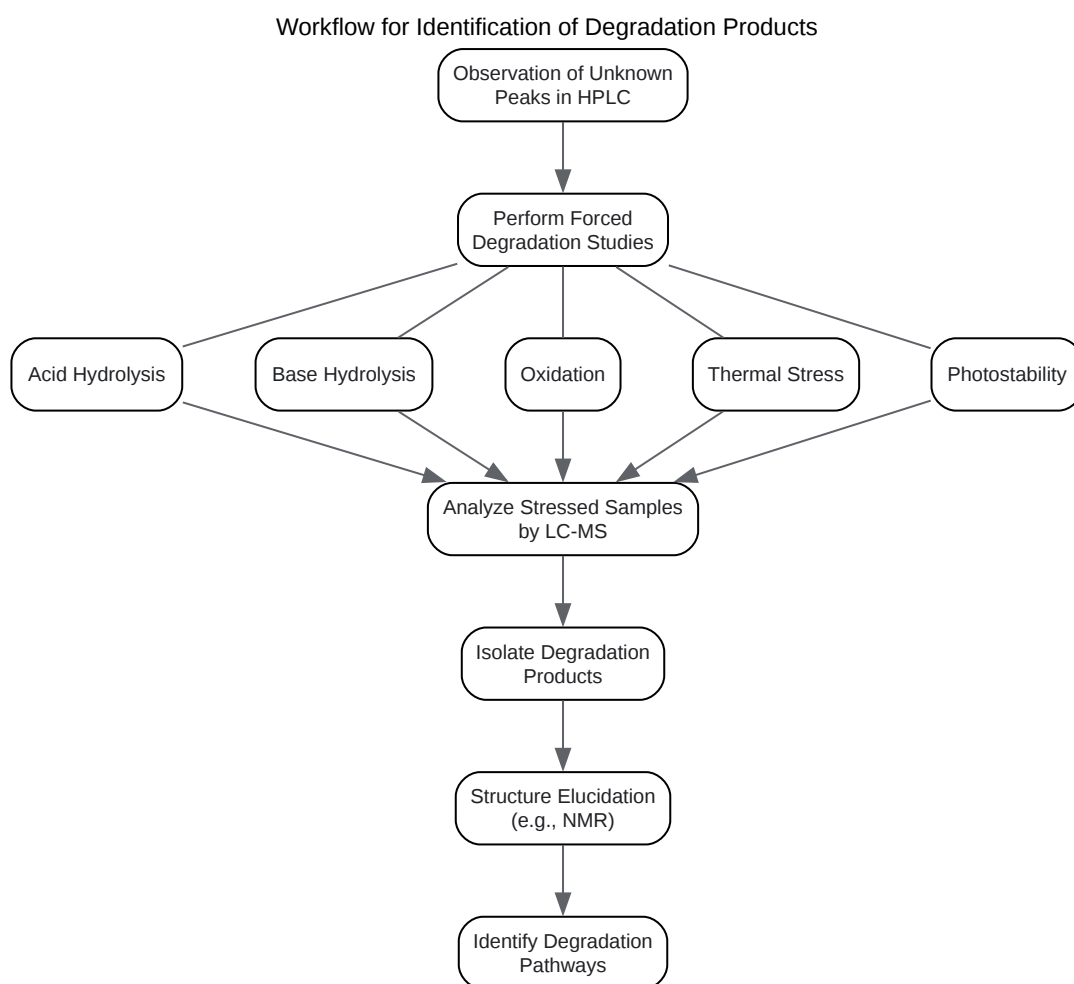 Workflow for Identification of Degradation Products
Observation of Unknown
Peaks in HPLC
Perform Forced
Degradation Studies
Acid Hydrolysis
Base Hydrolysis
Oxidation
Thermal Stress
Photostability
Analyze Stressed Samples
by LC-MS
Isolate Degradation
Products
Structure Elucidation
(e.g., NMR)
Identify Degradation
Pathways